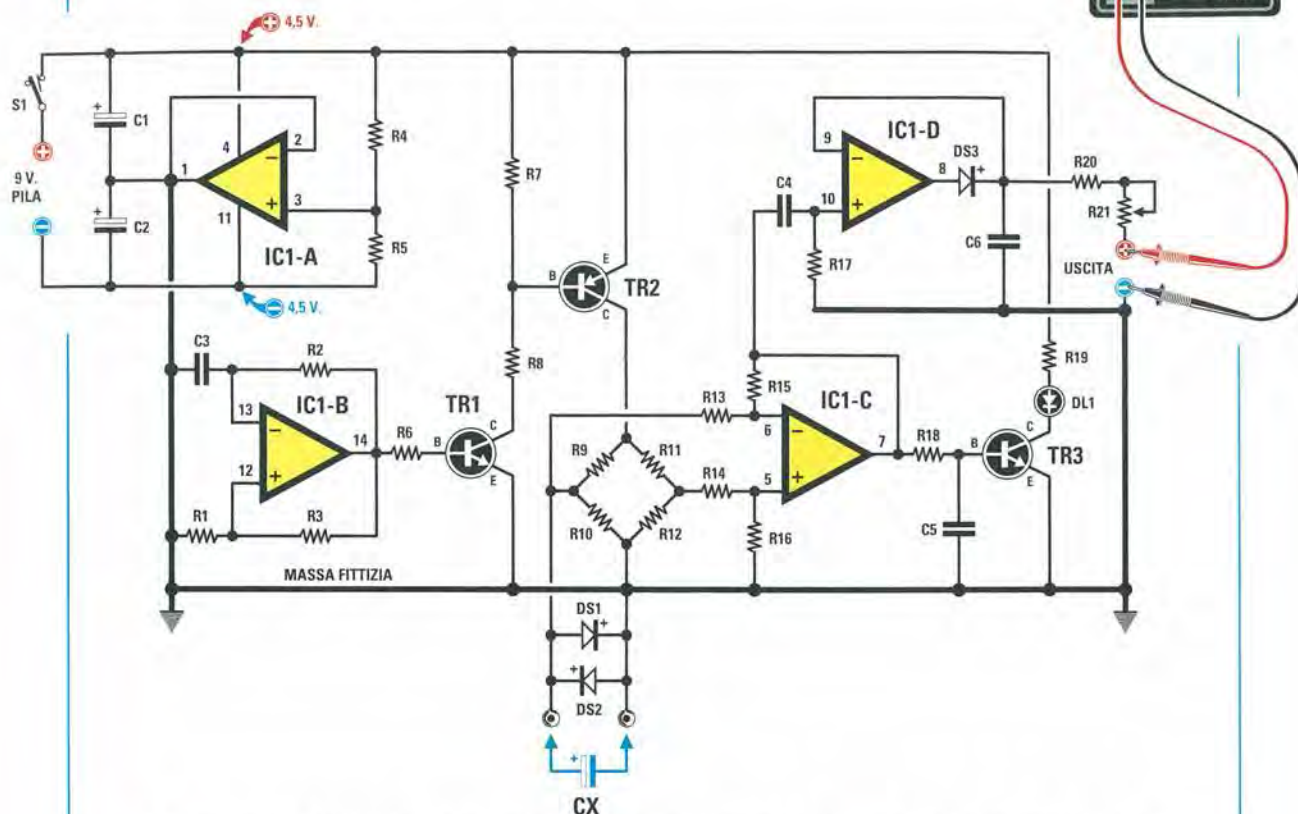 4,5 V.
S1
9 V.
PILA
C1
C2
1
4
2
3
11
IC1-A
R4
R5
4,5 V.
R7
R8
B
E
C
TR2
C3
R2
IC1-B
13
12
14
R1
R3
R6
TR1
B
C
E
MASSA FITTIZIA
R9
R11
R10
R12
R13
R14
R15
R16
IC1-C
6
5
7
R18
C5
B
C
E
TR3
R19
DL1
C4
R17
IC1-D
9
10
8
DS3
C6
R20
R21
USCITA
DS1
DS2
CX